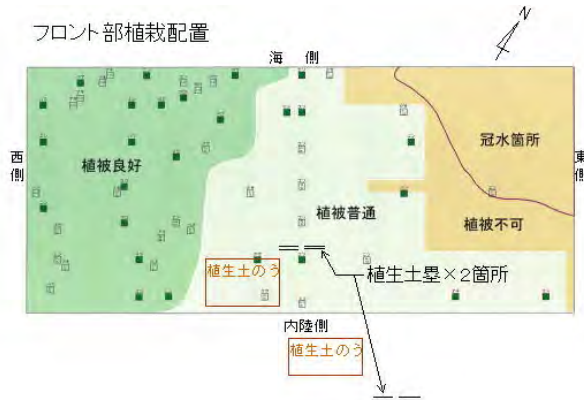 フロント部植栽配置
N
海側
西側
植被良好
冠水箇所
東側
植被普通
植被不可
植生土のう
植生土塁×2箇所
内陸側
植生土のう